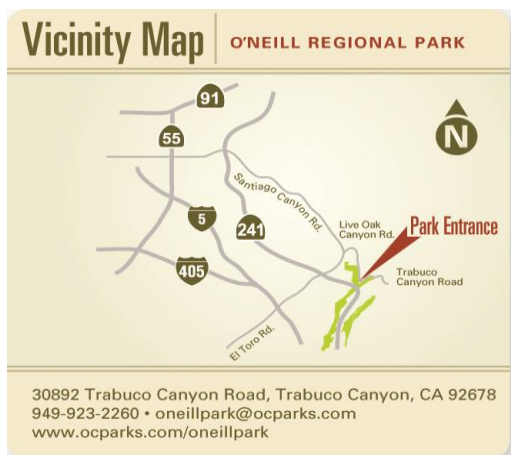 Vicinity Map
O'NEILL REGIONAL PARK
91
55
N
Santiago Canyon Rd.
5
241
Live Oak
Canyon Rd.
Park Entrance
405
Trabuco
Canyon Road
El Toro Rd.
30892 Trabuco Canyon Road, Trabuco Canyon, CA 92678
949-923-2260 • oneillpark@ocparks.com
www.ocparks.com/oneillpark